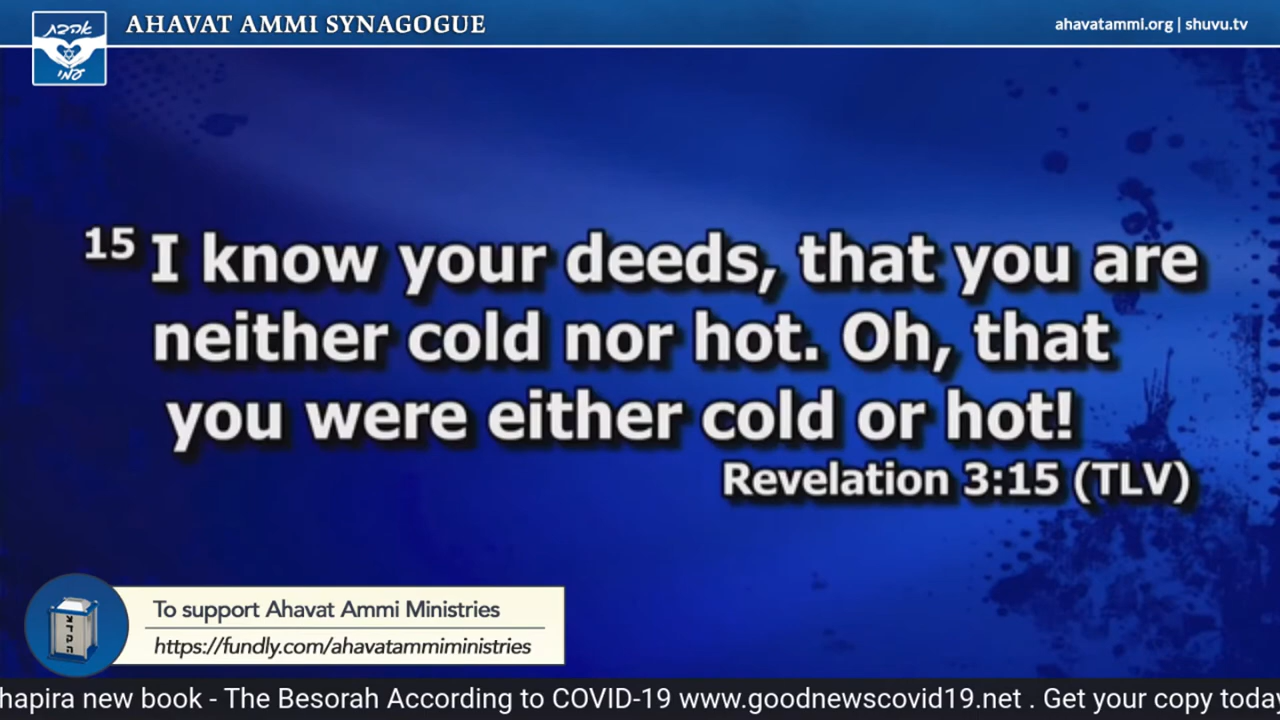 אהבת
עמי
AHAVAT AMMI SYNAGOGUE
ahavatammi.org | shuvu.tv
15 I know your deeds, that you are
neither cold nor hot. Oh, that
you were either cold or hot!
Revelation 3:15 (TLV)
To support Ahavat Ammi Ministries
https://fundly.com/ahavatammiministries
hapira new book - The Besorah According to COVID-19 www.goodnewscovid19.net . Get your copy today